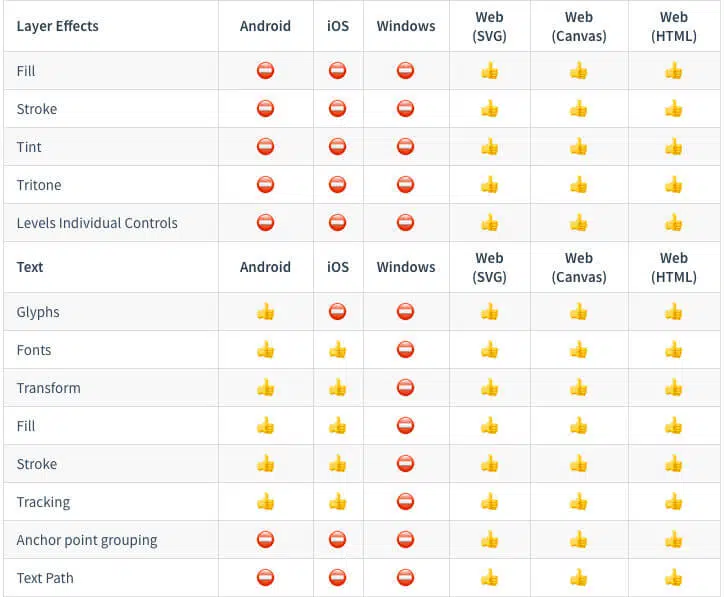 Layer Effects Android iOS Windows Web (SVG) Web (Canvas) Web (HTML)
Fill ⛔ ⛔ ⛔ 👍 👍 👍
Stroke ⛔ ⛔ ⛔ 👍 👍 👍
Tint ⛔ ⛔ ⛔ 👍 👍 👍
Tritone ⛔ ⛔ ⛔ 👍 👍 👍
Levels Individual Controls ⛔ ⛔ ⛔ 👍 👍 👍
Text Android iOS Windows Web (SVG) Web (Canvas) Web (HTML)
Glyphs 👍 ⛔ ⛔ 👍 👍 👍
Fonts 👍 👍 ⛔ 👍 👍 👍
Transform 👍 👍 ⛔ 👍 👍 👍
Fill 👍 👍 ⛔ 👍 👍 👍
Stroke 👍 👍 ⛔ 👍 👍 👍
Tracking 👍 👍 ⛔ 👍 👍 👍
Anchor point grouping ⛔ ⛔ ⛔ 👍 👍 👍
Text Path ⛔ ⛔ ⛔ 👍 👍 👍